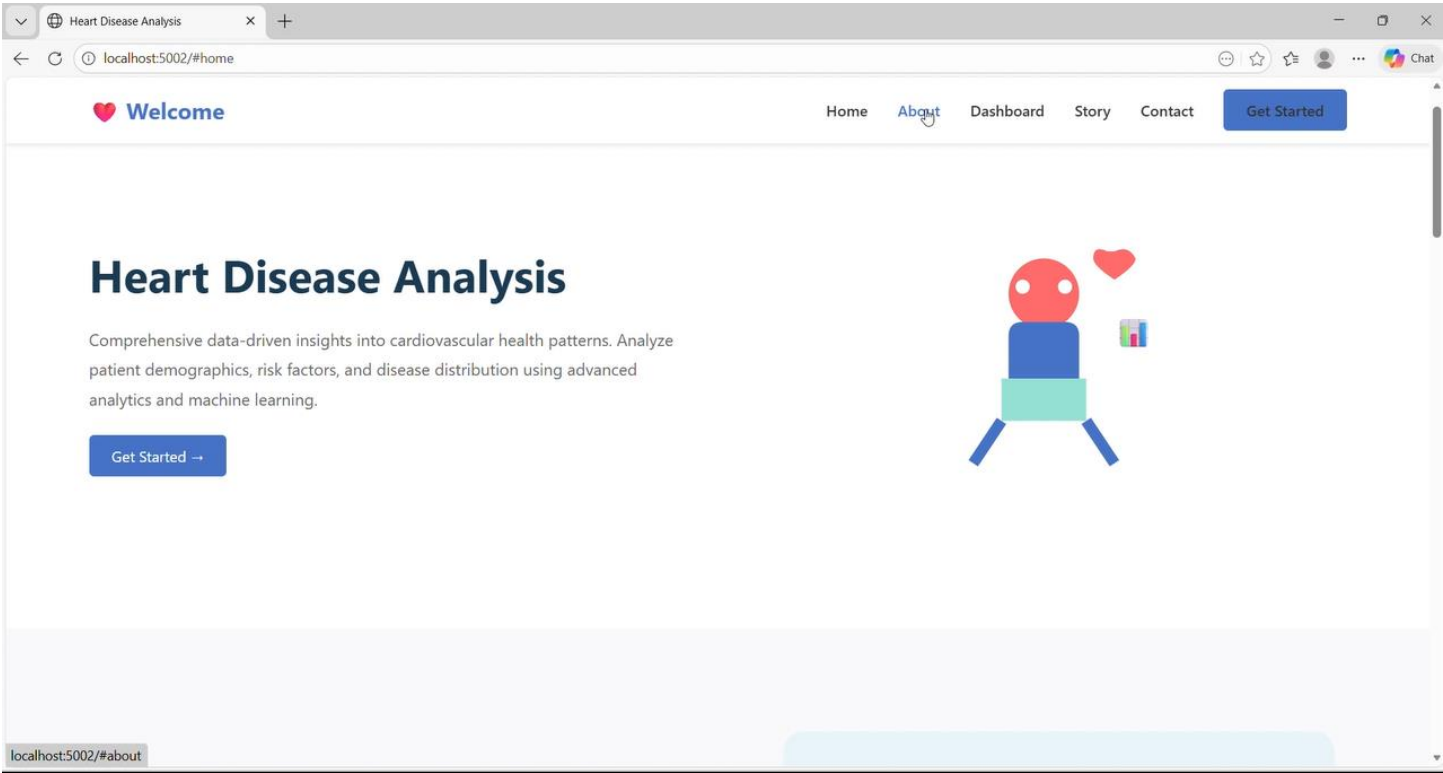 Heart Disease Analysis
localhost:5002/#home
Chat
Welcome
Home About Dashboard Story Contact Get Started
Heart Disease Analysis
Comprehensive data-driven insights into cardiovascular health patterns. Analyze
patient demographics, risk factors, and disease distribution using advanced
analytics and machine learning.
Get Started →
localhost:5002/#about